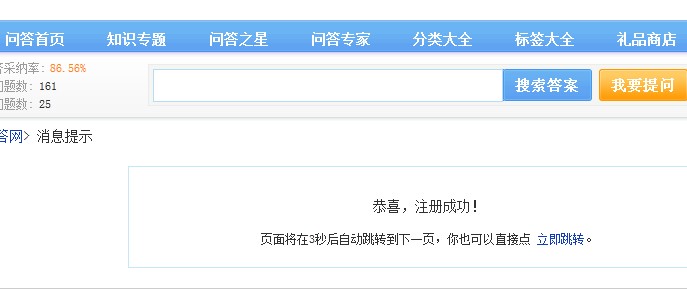 问答首页 知识专题 问答之星 问答专家 分类大全 标签大全 礼品商店
采纳率: 86.56%
题数: 161
题数: 25
搜索答案 我要提问
答网> 消息提示
恭喜，注册成功！
页面将在3秒后自动跳转到下一页，你也可以直接点 立即跳转。